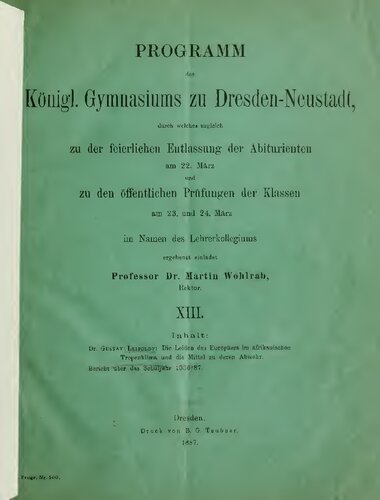 PROGRAMM
des
Königl. Gymnasiums zu Dresden-Neustadt,
durch welches zugleich
zu der feierlichen Entlassung der Abiturienten
am 22. März
und
zu den öffentlichen Prüfungen der Klassen
am 23. und 24. März
im Namen des Lehrerkollegiums
ergebenst einladet
Professor Dr. Martin Wohlrab,
Rektor.
XIII.
Inhalt:
Dr. Gustav Leipoldt: Die Leiden des Europäers im afrikanischen
Tropenklima und die Mittel zu deren Abwehr.
Bericht über das Schuljahr 1886/87.
Dresden.
Druck von B. G. Teubner.
1887.
Progr. Nr.